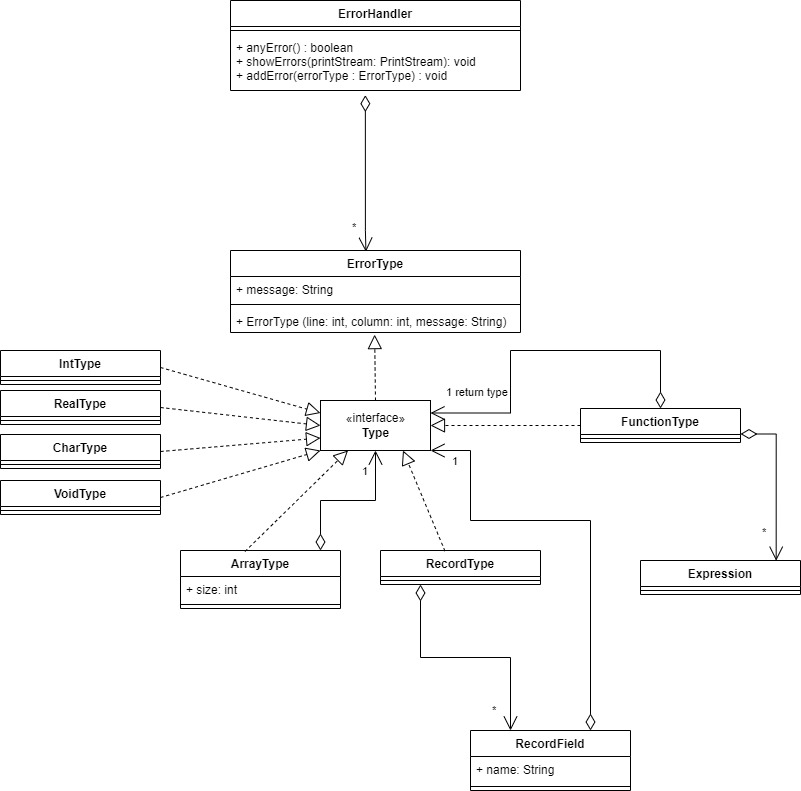 ErrorHandler
+ anyError() : boolean
+ showErrors(printStream: PrintStream): void
+ addError(errorType : ErrorType) : void
*
ErrorType
+ message: String
+ ErrorType (line: int, column: int, message: String)
IntType
RealType
CharType
VoidType
«interface»
Type
1 return type
FunctionType
1
1
*
ArrayType
+ size: int
RecordType
Expression
*
RecordField
+ name: String